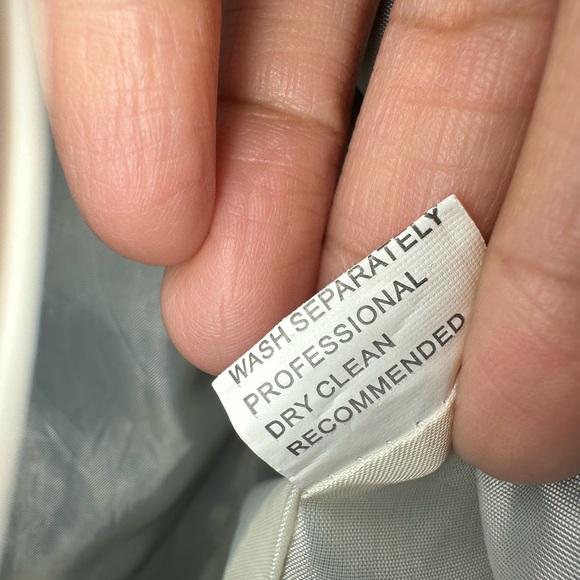 WASH SEPARATELY
PROFESSIONAL
DRY CLEAN
RECOMMENDED